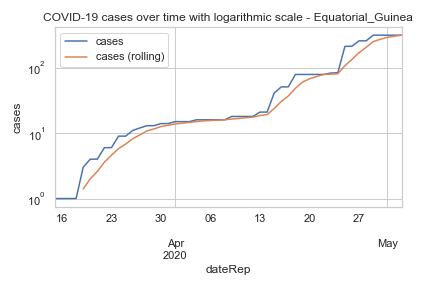 COVID-19 cases over time with logarithmic scale - Equatorial_Guinea
cases
cases (rolling)
10²
10¹
10⁰
cases
16 23 30 06 13 20 27
Apr May
2020
dateRep